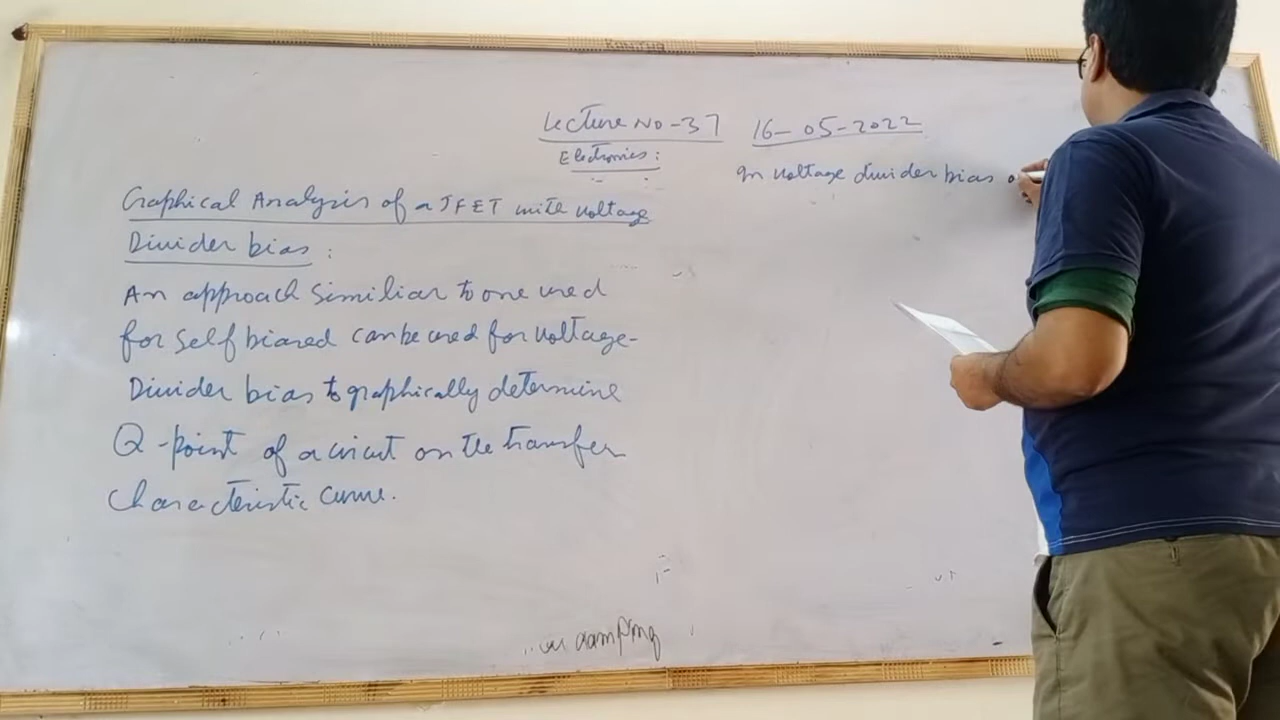 Lecture No-37 16-05-2022
Electronics:
Graphical Analysis of a JFET with voltage
Divider bias:
An approach similiar to one used
for self biased can be used for voltage-
Divider bias to graphically determine
Q-point of a circuit on the transfer
characteristic curve.
In voltage divider bias
damping